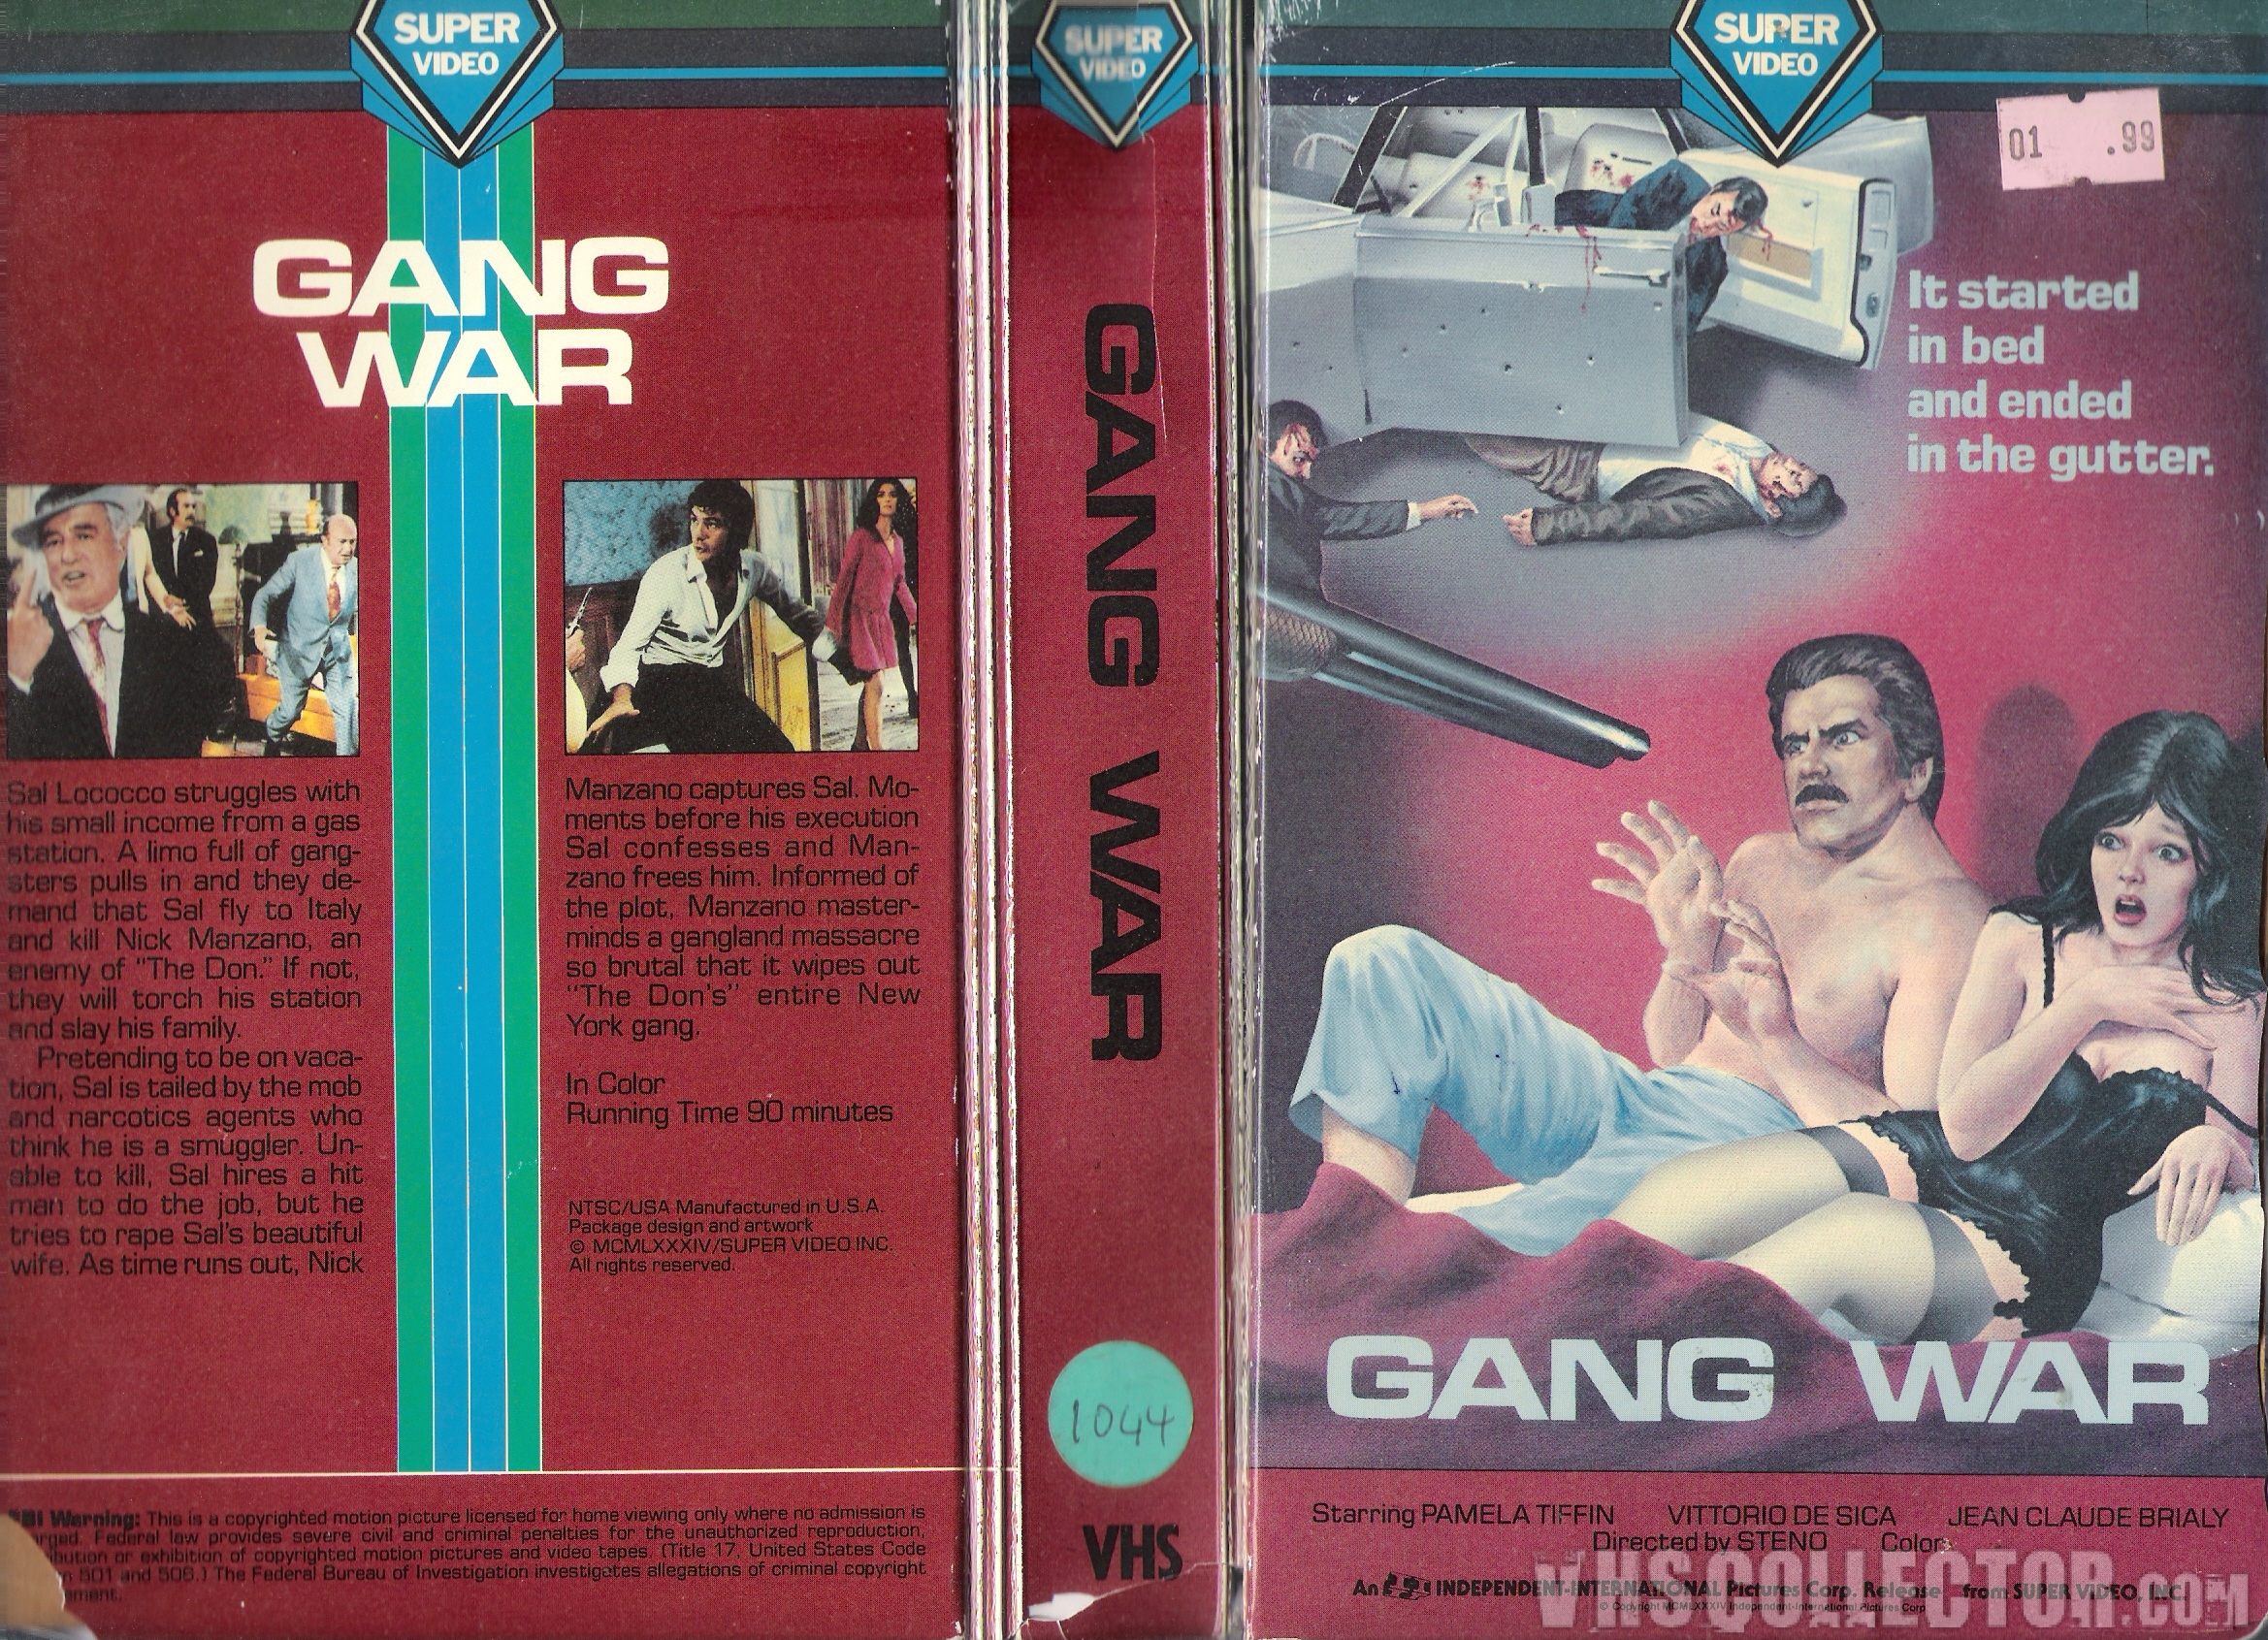 SUPER
VIDEO
GANG
WAR
Sal Lococco struggles with
his small income from a gas
station. A limo full of gang-
sters pulls in and they de-
mand that Sal fly to Italy
and kill Nick Manzano, an
enemy of "The Don." If not,
they will torch his station
and slay his family.
Pretending to be on vaca-
tion, Sal is tailed by the mob
and narcotics agents who
think he is a smuggler. Un-
able to kill, Sal hires a hit
man to do the job, but he
tries to rape Sal's beautiful
wife. As time runs out, Nick
Manzano captures Sal. Mo-
ments before his execution
Sal confesses and Man-
zano frees him. Informed of
the plot, Manzano master-
minds a gangland massacre
so brutal that it wipes out
"The Don's" entire New
York gang.
In Color
Running Time 90 minutes
NTSC/USA Manufactured in U.S.A.
Package design and artwork
© MCMLXXXIV/SUPER VIDEO INC.
All rights reserved.
Warning: This is a copyrighted motion picture licensed for home viewing only where no admission is
Federal law provides severe civil and criminal penalties for the unauthorized reproduction,
or exhibition of copyrighted motion pictures and video tapes. (Title 17, United States Code
501 and 506.) The Federal Bureau of Investigation investigates allegations of criminal copyright
SUPER
VIDEO
GANG WAR
1044
VHS
SUPER
VIDEO
01 .99
It started
in bed
and ended
in the gutter.
GANG WAR
Starring PAMELA TIFFIN VITTORIO DE SICA JEAN CLAUDE BRIALY
Directed by STENO Color
An INDEPENDENT-INTERNATIONAL Pictures Corp. Release from SUPER VIDEO, INC.
© Copyright MCMLXXXIV Independent-International Pictures Corp.
VHSCOLLECTOR.COM